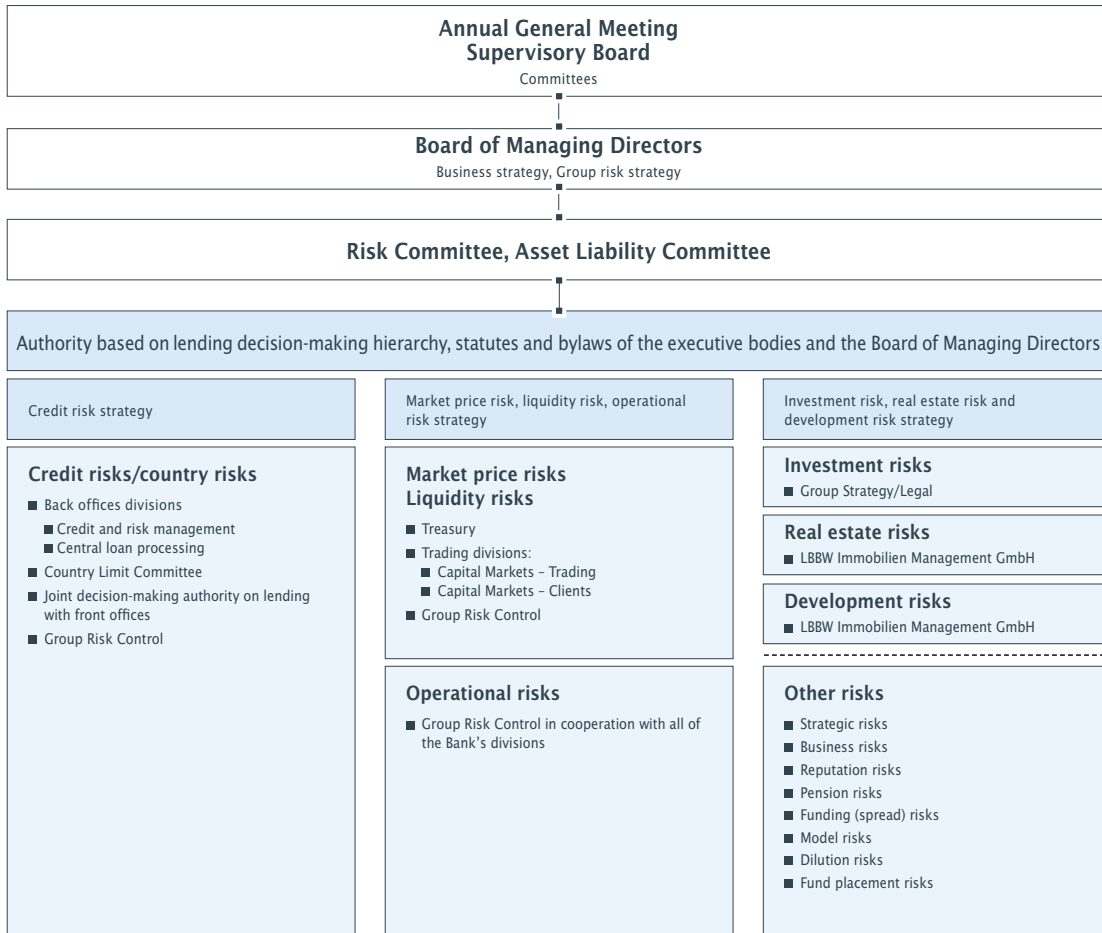 Annual General Meeting
Supervisory Board
Committees
Board of Managing Directors
Business strategy, Group risk strategy
Risk Committee, Asset Liability Committee
Authority based on lending decision-making hierarchy, statutes and bylaws of the executive bodies and the Board of Managing Directors
Credit risk strategy
Credit risks/country risks
Back offices divisions
Credit and risk management
Central loan processing
Country Limit Committee
Joint decision-making authority on lending
with front offices
Group Risk Control
Market price risk, liquidity risk, operational
risk strategy
Market price risks
Liquidity risks
Treasury
Trading divisions:
Capital Markets – Trading
Capital Markets – Clients
Group Risk Control
Operational risks
Group Risk Control in cooperation with all of
the Bank's divisions
Investment risk, real estate risk and
development risk strategy
Investment risks
Group Strategy/Legal
Real estate risks
LBBW Immobilien Management GmbH
Development risks
LBBW Immobilien Management GmbH
Other risks
Strategic risks
Business risks
Reputation risks
Pension risks
Funding (spread) risks
Model risks
Dilution risks
Fund placement risks